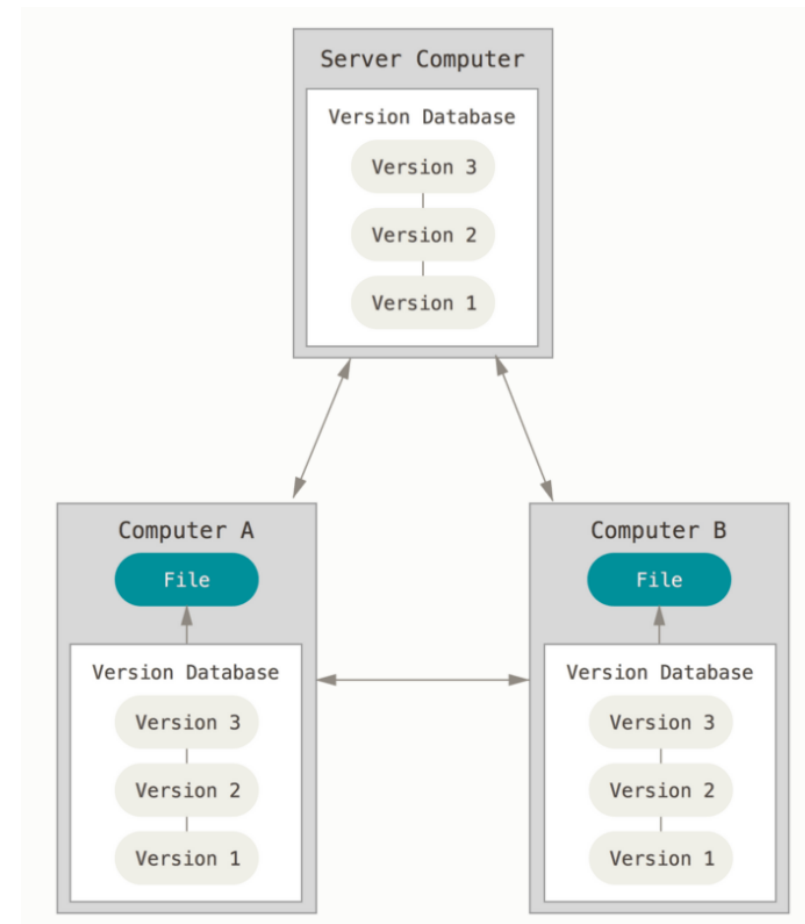 Server Computer
Version Database
Version 3
Version 2
Version 1
Computer A
File
Version Database
Version 3
Version 2
Version 1
Computer B
File
Version Database
Version 3
Version 2
Version 1